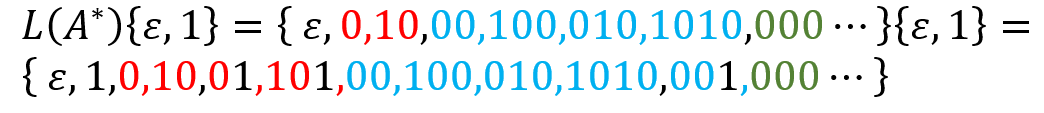 L(A*){ε, 1} = { ε, 0,10,00,100,010,1010,000 ⋯ }{ε, 1} =
{ ε, 1,0,10,01,101,00,100,010,1010,001,000 ⋯ }